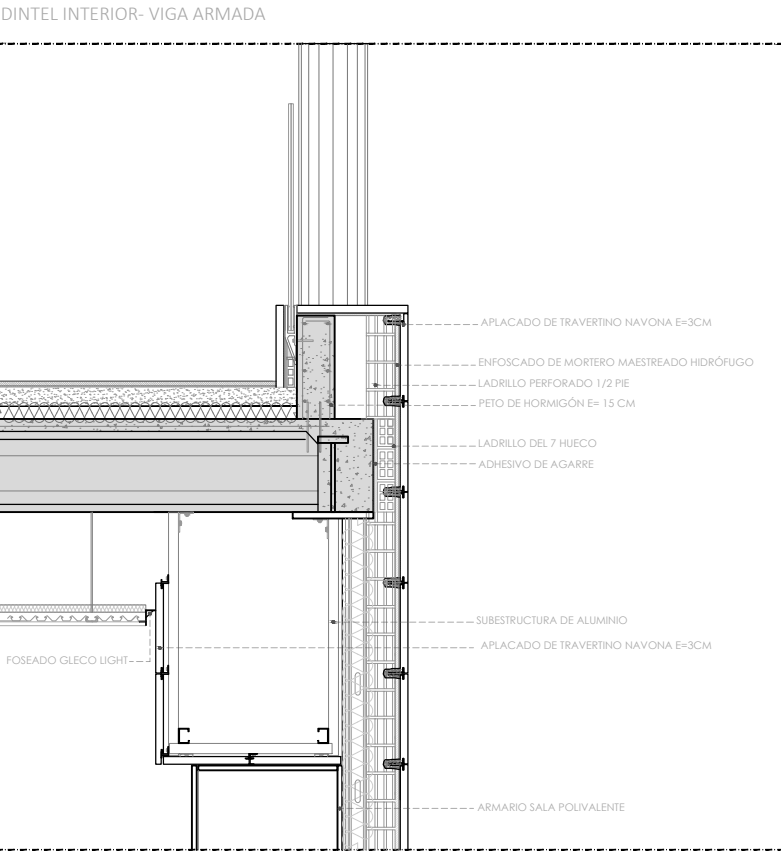 DINTEL INTERIOR- VIGA ARMADA
APLACADO DE TRAVERTINO NAVONA E=3CM
ENFOSCADO DE MORTERO MAESTREADO HIDRÓFUGO
LADRILLO PERFORADO 1/2 PIE
PETO DE HORMIGÓN E= 15 CM
LADRILLO DEL 7 HUECO
ADHESIVO DE AGARRE
SUBESTRUCTURA DE ALUMINIO
APLACADO DE TRAVERTINO NAVONA E=3CM
FOSEADO GLECO LIGHT
ARMARIO SALA POLIVALENTE